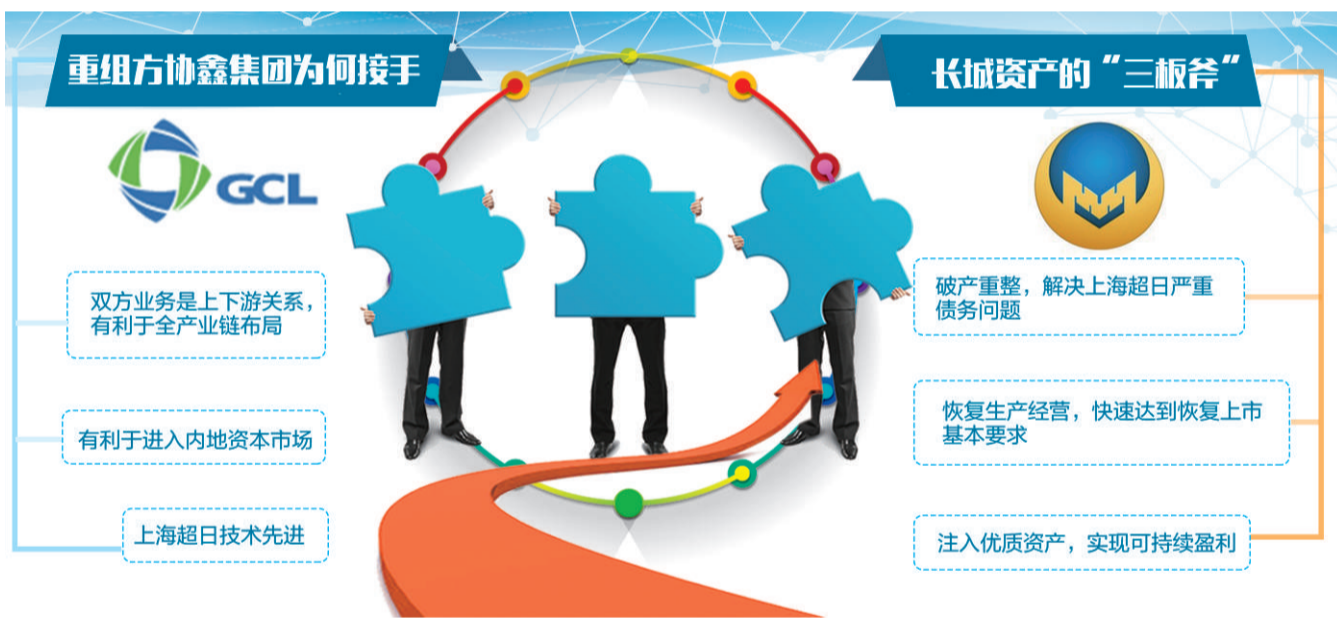 重组方协鑫集团为何接手
GCL
双方业务是上下游关系，
有利于全产业链布局
有利于进入内地资本市场
上海超日技术先进
长城资产的“三板斧”
破产重整，解决上海超日严重
债务问题
恢复生产经营，快速达到恢复上市
基本要求
注入优质资产，实现可持续盈利